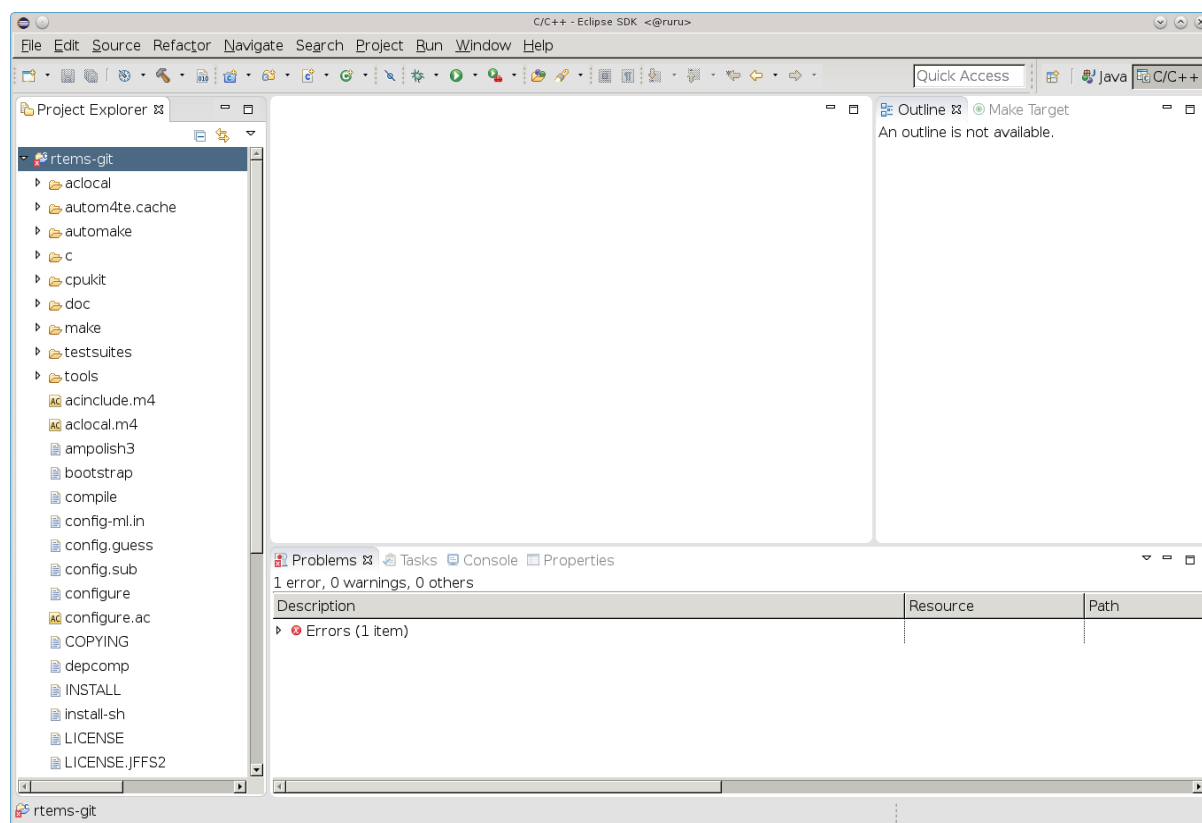 C/C++ - Eclipse SDK <@ruru>
File Edit Source Refactor Navigate Search Project Run Window Help
Quick Access Java C/C++
Project Explorer
Outline Make Target
An outline is not available.
rtems-git
aclocal
autom4te.cache
automake
c
cpukit
doc
make
testsuites
tools
AC acinclude.m4
AC aclocal.m4
ampolish3
bootstrap
compile
config-ml.in
config.guess
config.sub
configure
AC configure.ac
COPYING
depcomp
INSTALL
install-sh
LICENSE
LICENSE.JFFS2
Problems Tasks Console Properties
1 error, 0 warnings, 0 others
Description Resource Path
Errors (1 item)
rtems-git